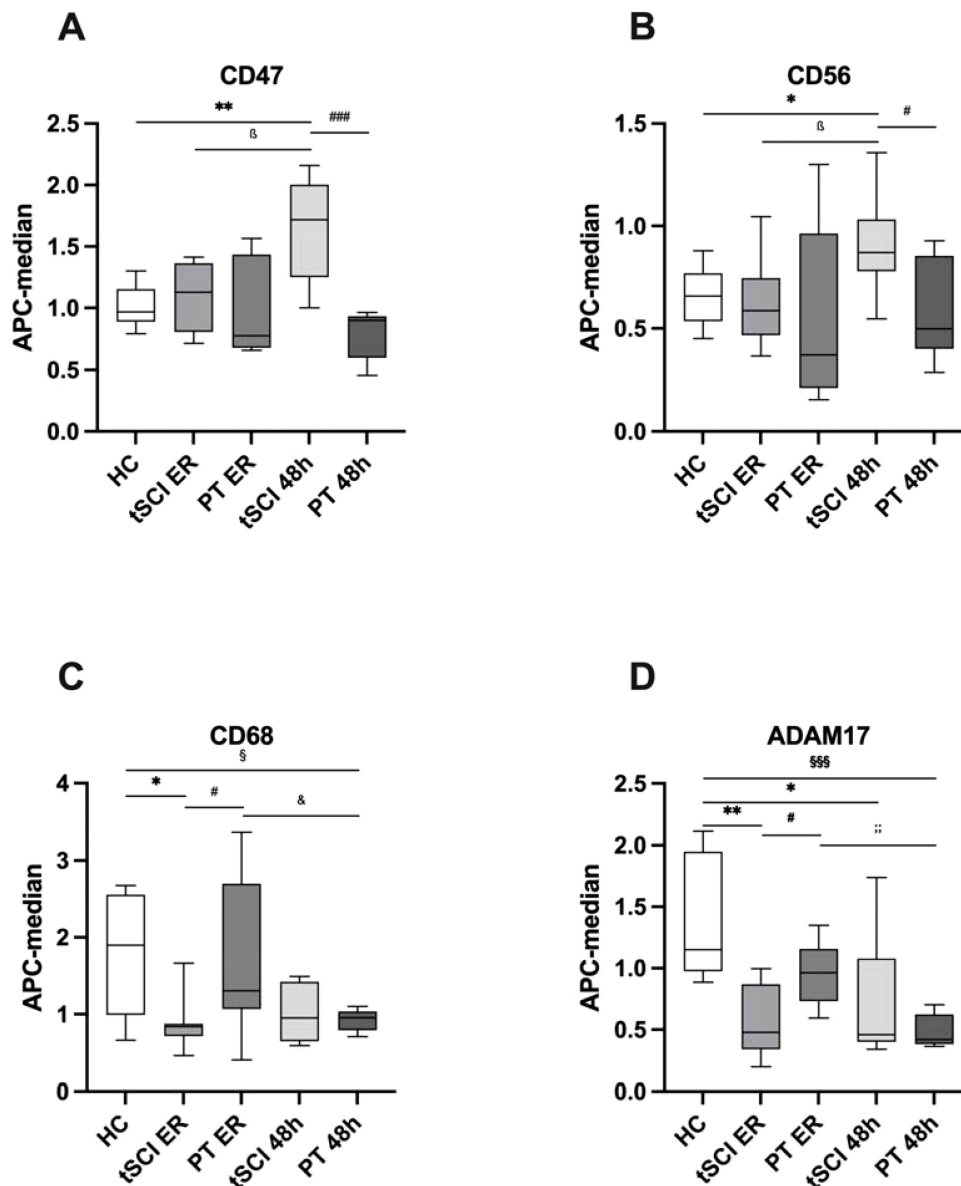 A
CD47
**
###
ß
2.5
2.0
1.5
1.0
0.5
0.0
APC-median
HC
tSCI ER
PT ER
tSCI 48h
PT 48h
B
CD56
*
#
ß
1.5
1.0
0.5
0.0
APC-median
HC
tSCI ER
PT ER
tSCI 48h
PT 48h
C
CD68
§
*
#
&
4
3
2
1
0
APC-median
HC
tSCI ER
PT ER
tSCI 48h
PT 48h
D
ADAM17
§§§
*
**
#
;;
2.5
2.0
1.5
1.0
0.5
0.0
APC-median
HC
tSCI ER
PT ER
tSCI 48h
PT 48h